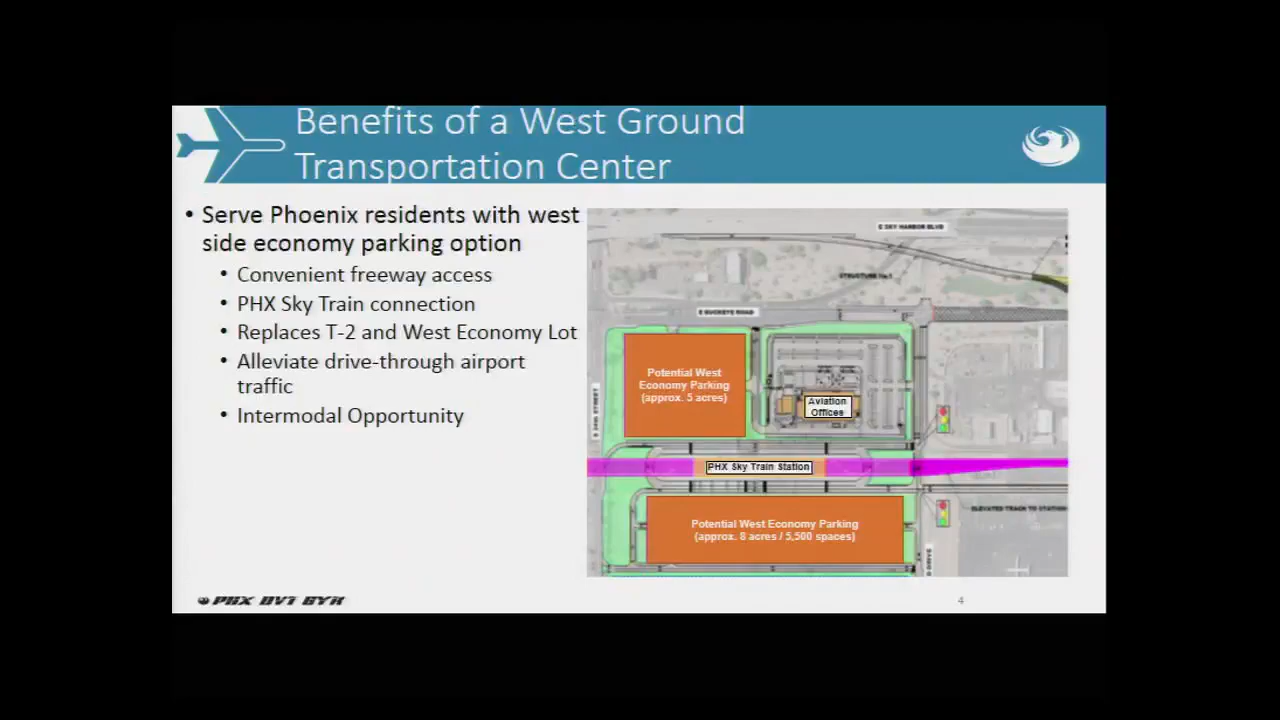 Benefits of a West Ground
Transportation Center
• Serve Phoenix residents with west
side economy parking option
• Convenient freeway access
• PHX Sky Train connection
• Replaces T-2 and West Economy Lot
• Alleviate drive-through airport
traffic
• Intermodal Opportunity
E SKY HARBOR BLVD
E BUCKEYE ROAD
Potential West
Economy Parking
(approx. 5 acres)
Aviation
Offices
E 24TH STREET
PHX Sky Train Station
ELEVATED TRACK TO STATION
Potential West Economy Parking
(approx. 8 acres / 5,500 spaces)
DRIVE
PHX DVT GYR
4